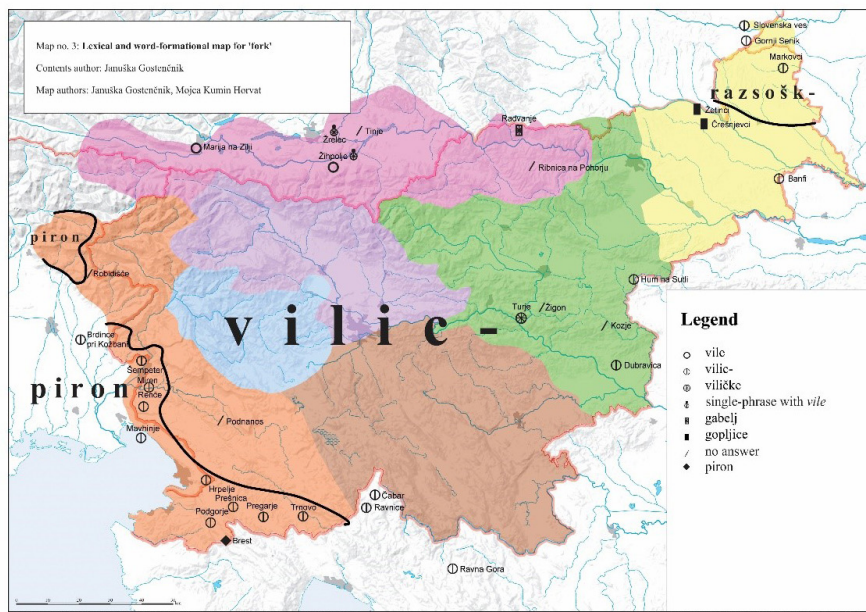 Map no. 3: Lexical and word-formational map for 'fork'
Contents author: Januška Gostenčnik
Map authors: Januška Gostenčnik, Mojca Kumin Horvat
Slovenska ves
Gornji Senik
Markovci
razsošk-
Žetinci
Črešnjevci
Radvanje
Žrelec
Tinje
Marija na Zilji
Žihpolje
Ribnica na Pohorju
Banfi
piron
Robidišče
Hum na Sutli
vilic-
Turje
Žigon
Kozje
Brdince
pri Kožbani
Dubravica
Šempeter
Miren
piron
Renče
Podnanos
Mavhinje
Hrpelje
Prešnica
Podgorje
Pregarje
Trnovo
Čabar
Ravnice
Brest
Ravna Gora
Legend
vile
vilic-
viličke
single-phrase with vile
gabelj
gopljice
no answer
piron